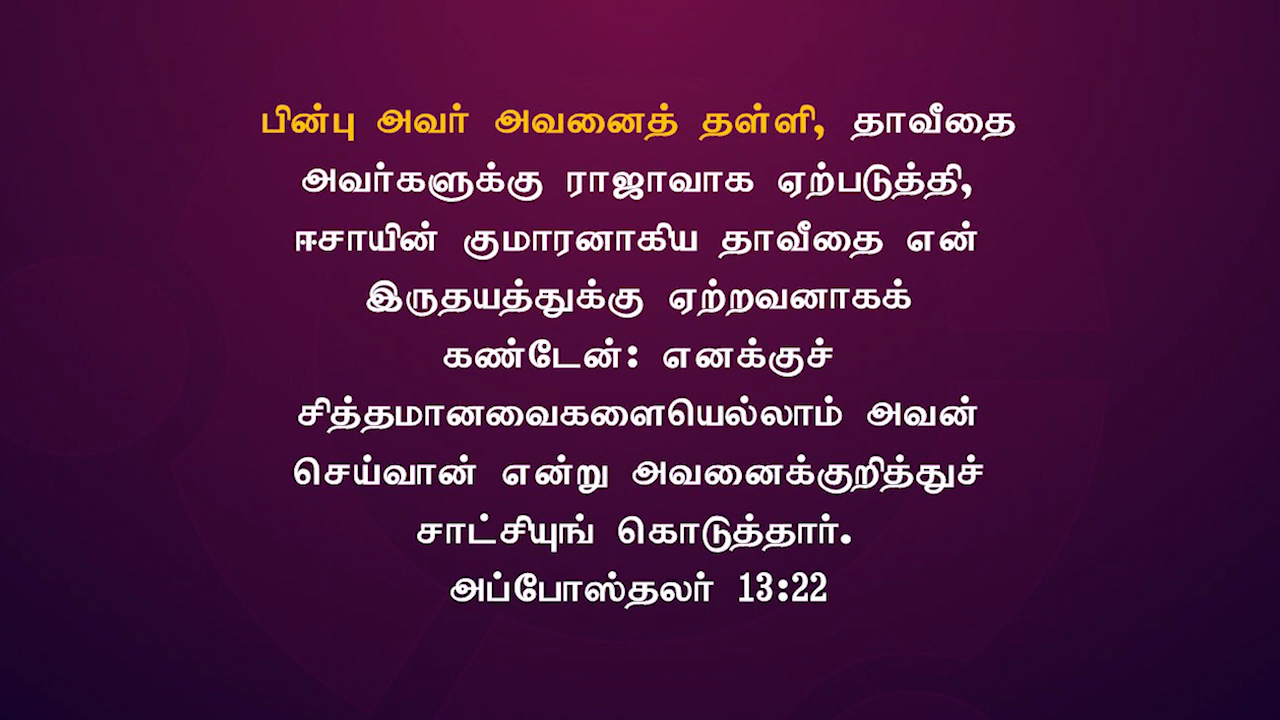 பின்பு அவர் அவனைத் தள்ளி, தாவீதை
அவர்களுக்கு ராஜாவாக ஏற்படுத்தி,
ஈசாயின் குமாரனாகிய தாவீதை என்
இருதயத்துக்கு ஏற்றவனாகக்
கண்டேன்: எனக்குச்
சித்தமானவைகளையெல்லாம் அவன்
செய்வான் என்று அவனைக்குறித்துச்
சாட்சியுங் கொடுத்தார்.
அப்போஸ்தலர் 13:22